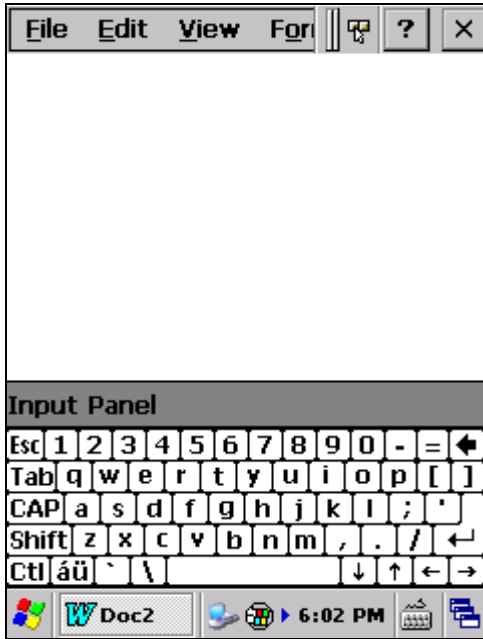 File Edit View For ? ×
Input Panel
Esc 1 2 3 4 5 6 7 8 9 0 - = 🡄
Tab q w e r t y u i o p [ ]
CAP a s d f g h j k l ; '
Shift z x c v b n m , . / ↵
Ctl áü ` \ ↓ ↑ ← →
W Doc2 6:02 PM